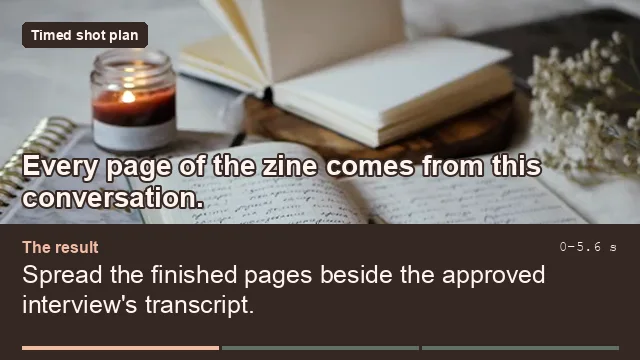 Timed shot plan
Every page of the zine comes from this
conversation.
The result
0–5.6 s
Spread the finished pages beside the approved
interview's transcript.